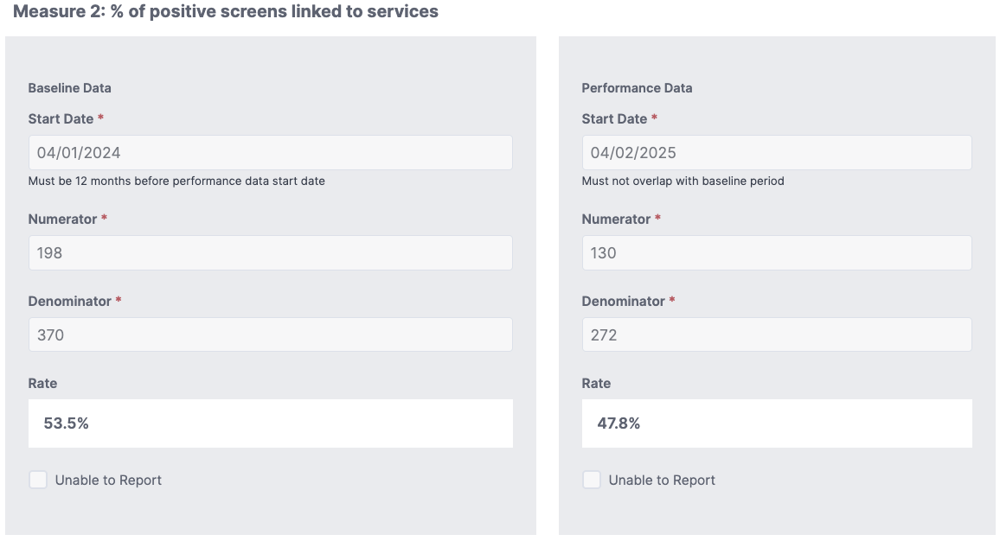 Measure 2: % of positive screens linked to services
Baseline Data
Start Date *
04/01/2024
Must be 12 months before performance data start date
Numerator *
198
Denominator *
370
Rate
53.5%
Unable to Report
Performance Data
Start Date *
04/02/2025
Must not overlap with baseline period
Numerator *
130
Denominator *
272
Rate
47.8%
Unable to Report